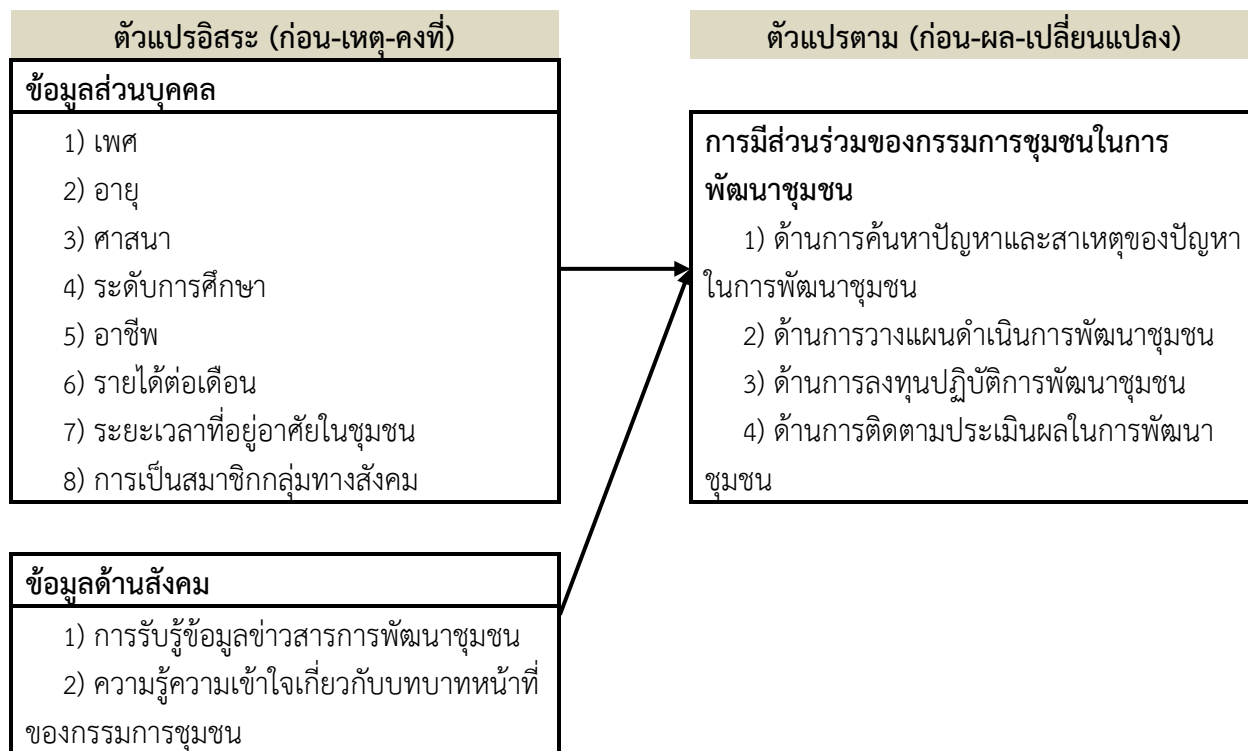 ตัวแปรอิสระ (ก่อน-เหตุ-คงที่)
ข้อมูลส่วนบุคคล
1) เพศ
2) อายุ
3) ศาสนา
4) ระดับการศึกษา
5) อาชีพ
6) รายได้ต่อเดือน
7) ระยะเวลาที่อยู่อาศัยในชุมชน
8) การเป็นสมาชิกกลุ่มทางสังคม
ข้อมูลด้านสังคม
1) การรับรู้ข้อมูลข่าวสารการพัฒนาชุมชน
2) ความรู้ความเข้าใจเกี่ยวกับบทบาทหน้าที่
ของกรรมการชุมชน
ตัวแปรตาม (ก่อน-ผล-เปลี่ยนแปลง)
การมีส่วนร่วมของกรรมการชุมชนในการ
พัฒนาชุมชน
1) ด้านการค้นหาปัญหาและสาเหตุของปัญหา
ในการพัฒนาชุมชน
2) ด้านการวางแผนดำเนินการพัฒนาชุมชน
3) ด้านการลงทุนปฏิบัติการพัฒนาชุมชน
4) ด้านการติดตามประเมินผลในการพัฒนา
ชุมชน